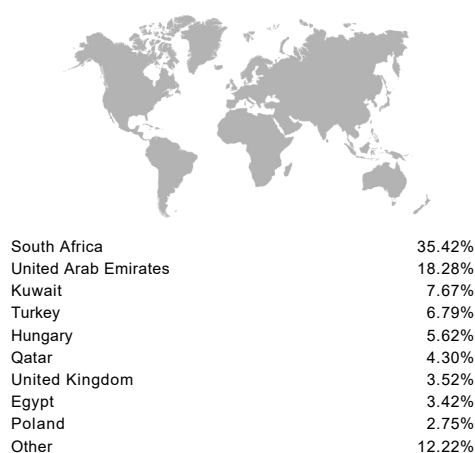 South Africa 35.42%
United Arab Emirates 18.28%
Kuwait 7.67%
Turkey 6.79%
Hungary 5.62%
Qatar 4.30%
United Kingdom 3.52%
Egypt 3.42%
Poland 2.75%
Other 12.22%